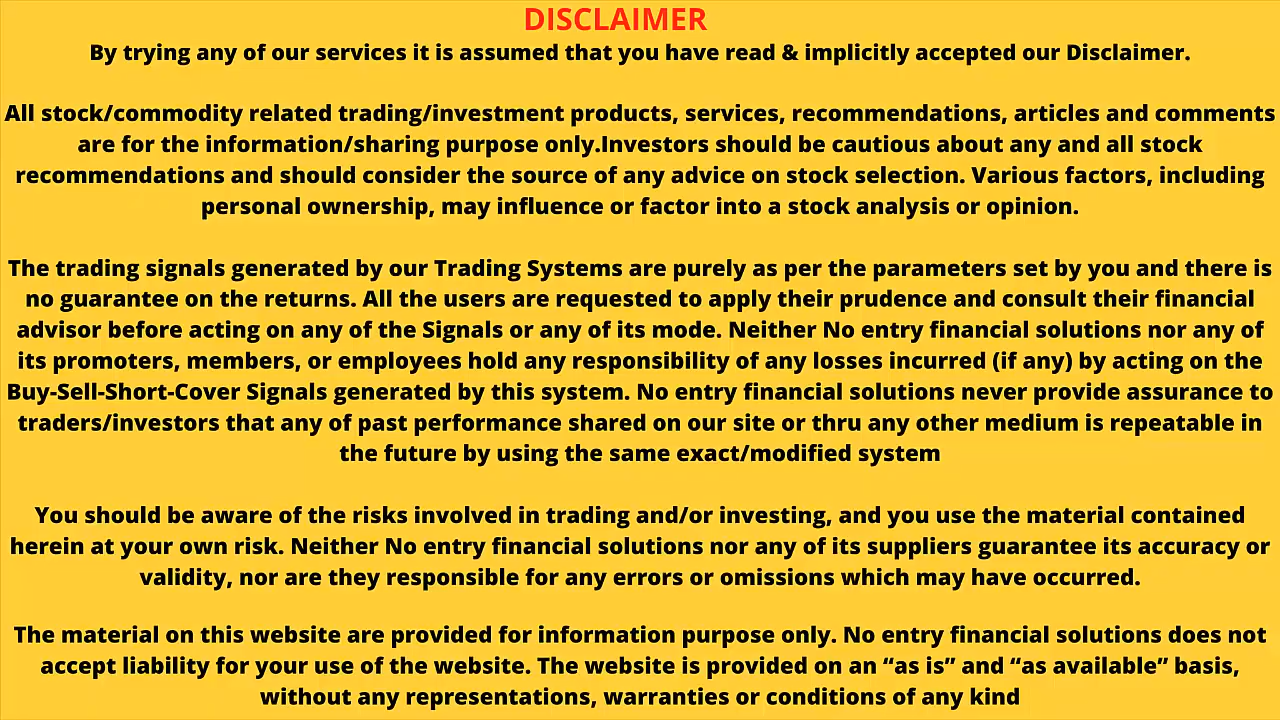 DISCLAIMER
By trying any of our services it is assumed that you have read & implicitly accepted our Disclaimer.
All stock/commodity related trading/investment products, services, recommendations, articles and comments
are for the information/sharing purpose only.Investors should be cautious about any and all stock
recommendations and should consider the source of any advice on stock selection. Various factors, including
personal ownership, may influence or factor into a stock analysis or opinion.
The trading signals generated by our Trading Systems are purely as per the parameters set by you and there is
no guarantee on the returns. All the users are requested to apply their prudence and consult their financial
advisor before acting on any of the Signals or any of its mode. Neither No entry financial solutions nor any of
its promoters, members, or employees hold any responsibility of any losses incurred (if any) by acting on the
Buy-Sell-Short-Cover Signals generated by this system. No entry financial solutions never provide assurance to
traders/investors that any of past performance shared on our site or thru any other medium is repeatable in
the future by using the same exact/modified system
You should be aware of the risks involved in trading and/or investing, and you use the material contained
herein at your own risk. Neither No entry financial solutions nor any of its suppliers guarantee its accuracy or
validity, nor are they responsible for any errors or omissions which may have occurred.
The material on this website are provided for information purpose only. No entry financial solutions does not
accept liability for your use of the website. The website is provided on an “as is” and “as available” basis,
without any representations, warranties or conditions of any kind